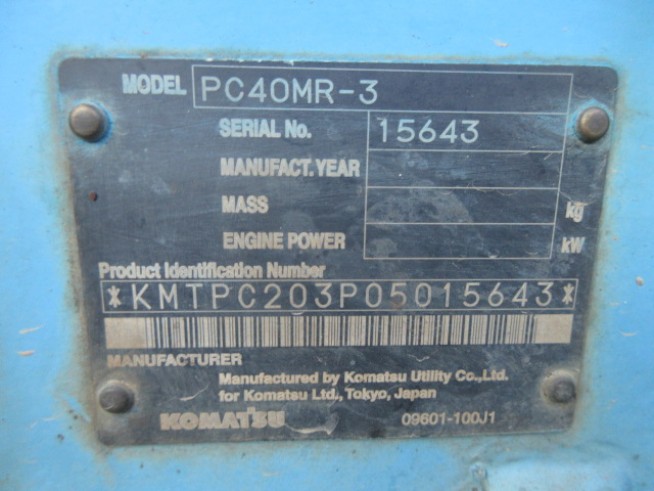 MODEL PC40MR-3
SERIAL No. 15643
MANUFACT. YEAR
MASS kg
ENGINE POWER kW
Product Identification Number
*KMTPC203P05015643*
MANUFACTURER
Manufactured by Komatsu Utility Co.,Ltd.
for Komatsu Ltd., Tokyo, Japan
KOMATSU 09601-100J1